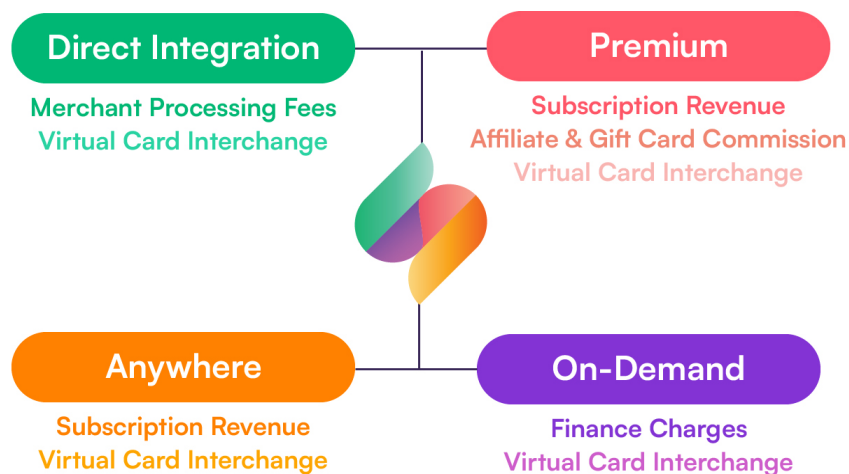 Direct Integration
Merchant Processing Fees
Virtual Card Interchange
Premium
Subscription Revenue
Affiliate & Gift Card Commission
Virtual Card Interchange
Anywhere
Subscription Revenue
Virtual Card Interchange
On-Demand
Finance Charges
Virtual Card Interchange